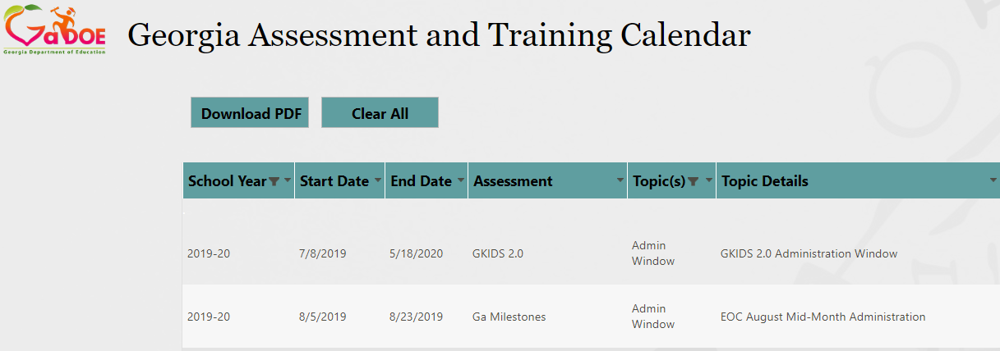 GaDOE
Georgia Department of Education
Georgia Assessment and Training Calendar
Download PDF Clear All
School Year Start Date End Date Assessment Topic(s) Topic Details
2019-20 7/8/2019 5/18/2020 GKIDS 2.0 Admin Window GKIDS 2.0 Administration Window
2019-20 8/5/2019 8/23/2019 Ga Milestones Admin Window EOC August Mid-Month Administration